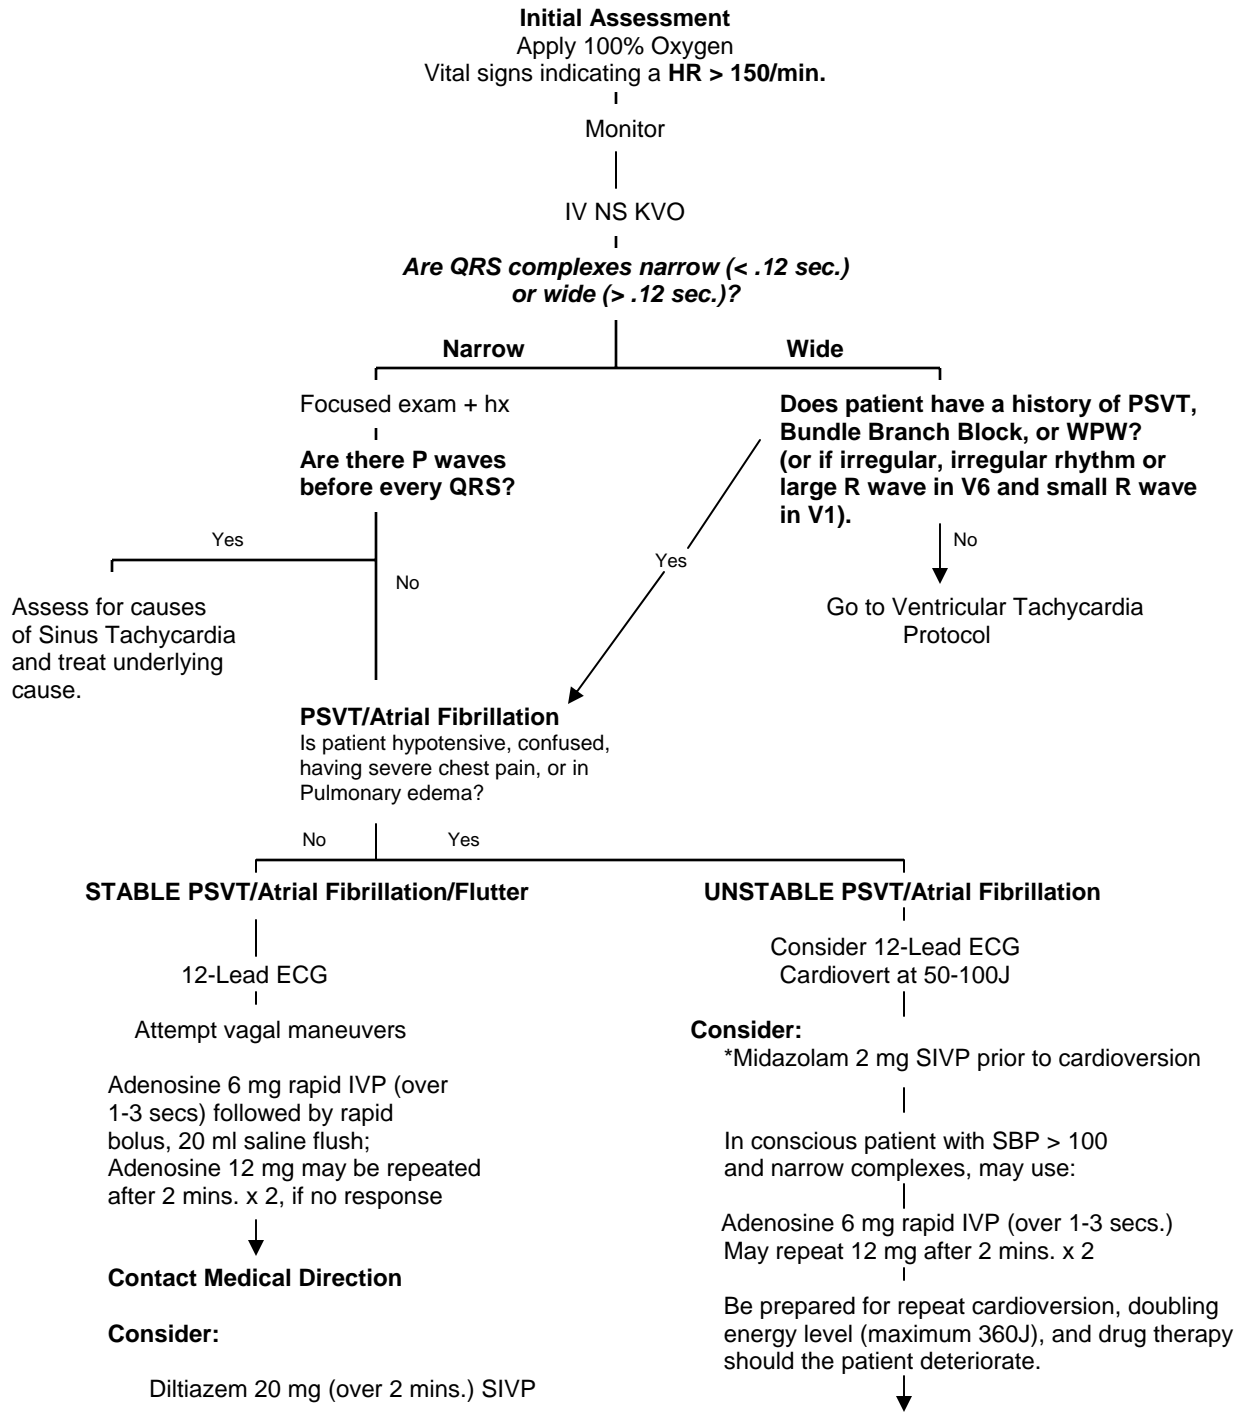 Initial Assessment
Apply 100% Oxygen
Vital signs indicating a HR > 150/min.
Monitor
IV NS KVO
Are QRS complexes narrow (< .12 sec.)
or wide (> .12 sec.)?
Narrow
Wide
Focused exam + hx
Are there P waves
before every QRS?
Does patient have a history of PSVT,
Bundle Branch Block, or WPW?
(or if irregular, irregular rhythm or
large R wave in V6 and small R wave
in V1).
Yes
No
Yes
No
Assess for causes
of Sinus Tachycardia
and treat underlying
cause.
Go to Ventricular Tachycardia
Protocol
PSVT/Atrial Fibrillation
Is patient hypotensive, confused,
having severe chest pain, or in
Pulmonary edema?
No
Yes
STABLE PSVT/Atrial Fibrillation/Flutter
12-Lead ECG
Attempt vagal maneuvers
Adenosine 6 mg rapid IVP (over
1-3 secs) followed by rapid
bolus, 20 ml saline flush;
Adenosine 12 mg may be repeated
after 2 mins. x 2, if no response
Contact Medical Direction
Consider:
Diltiazem 20 mg (over 2 mins.) SIVP
UNSTABLE PSVT/Atrial Fibrillation
Consider 12-Lead ECG
Cardiovert at 50-100J
Consider:
*Midazolam 2 mg SIVP prior to cardioversion
In conscious patient with SBP > 100
and narrow complexes, may use:
Adenosine 6 mg rapid IVP (over 1-3 secs.)
May repeat 12 mg after 2 mins. x 2
Be prepared for repeat cardioversion, doubling
energy level (maximum 360J), and drug therapy
should the patient deteriorate.